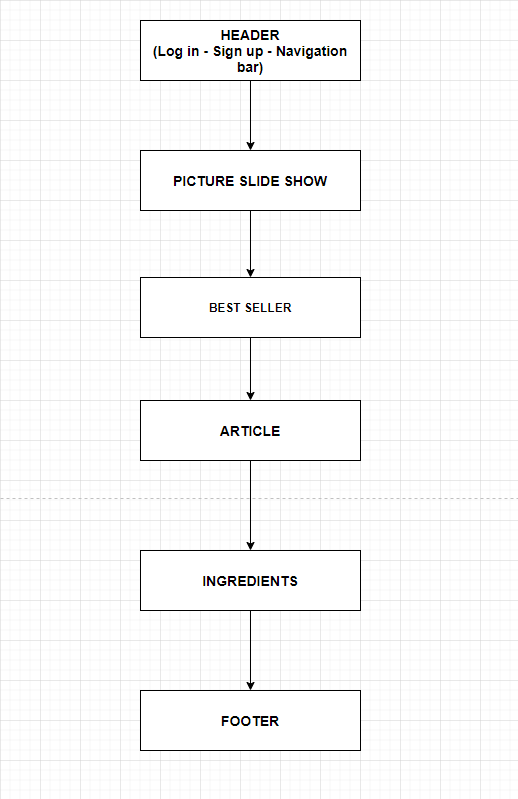 HEADER
(Log in - Sign up - Navigation
bar)
PICTURE SLIDE SHOW
BEST SELLER
ARTICLE
INGREDIENTS
FOOTER